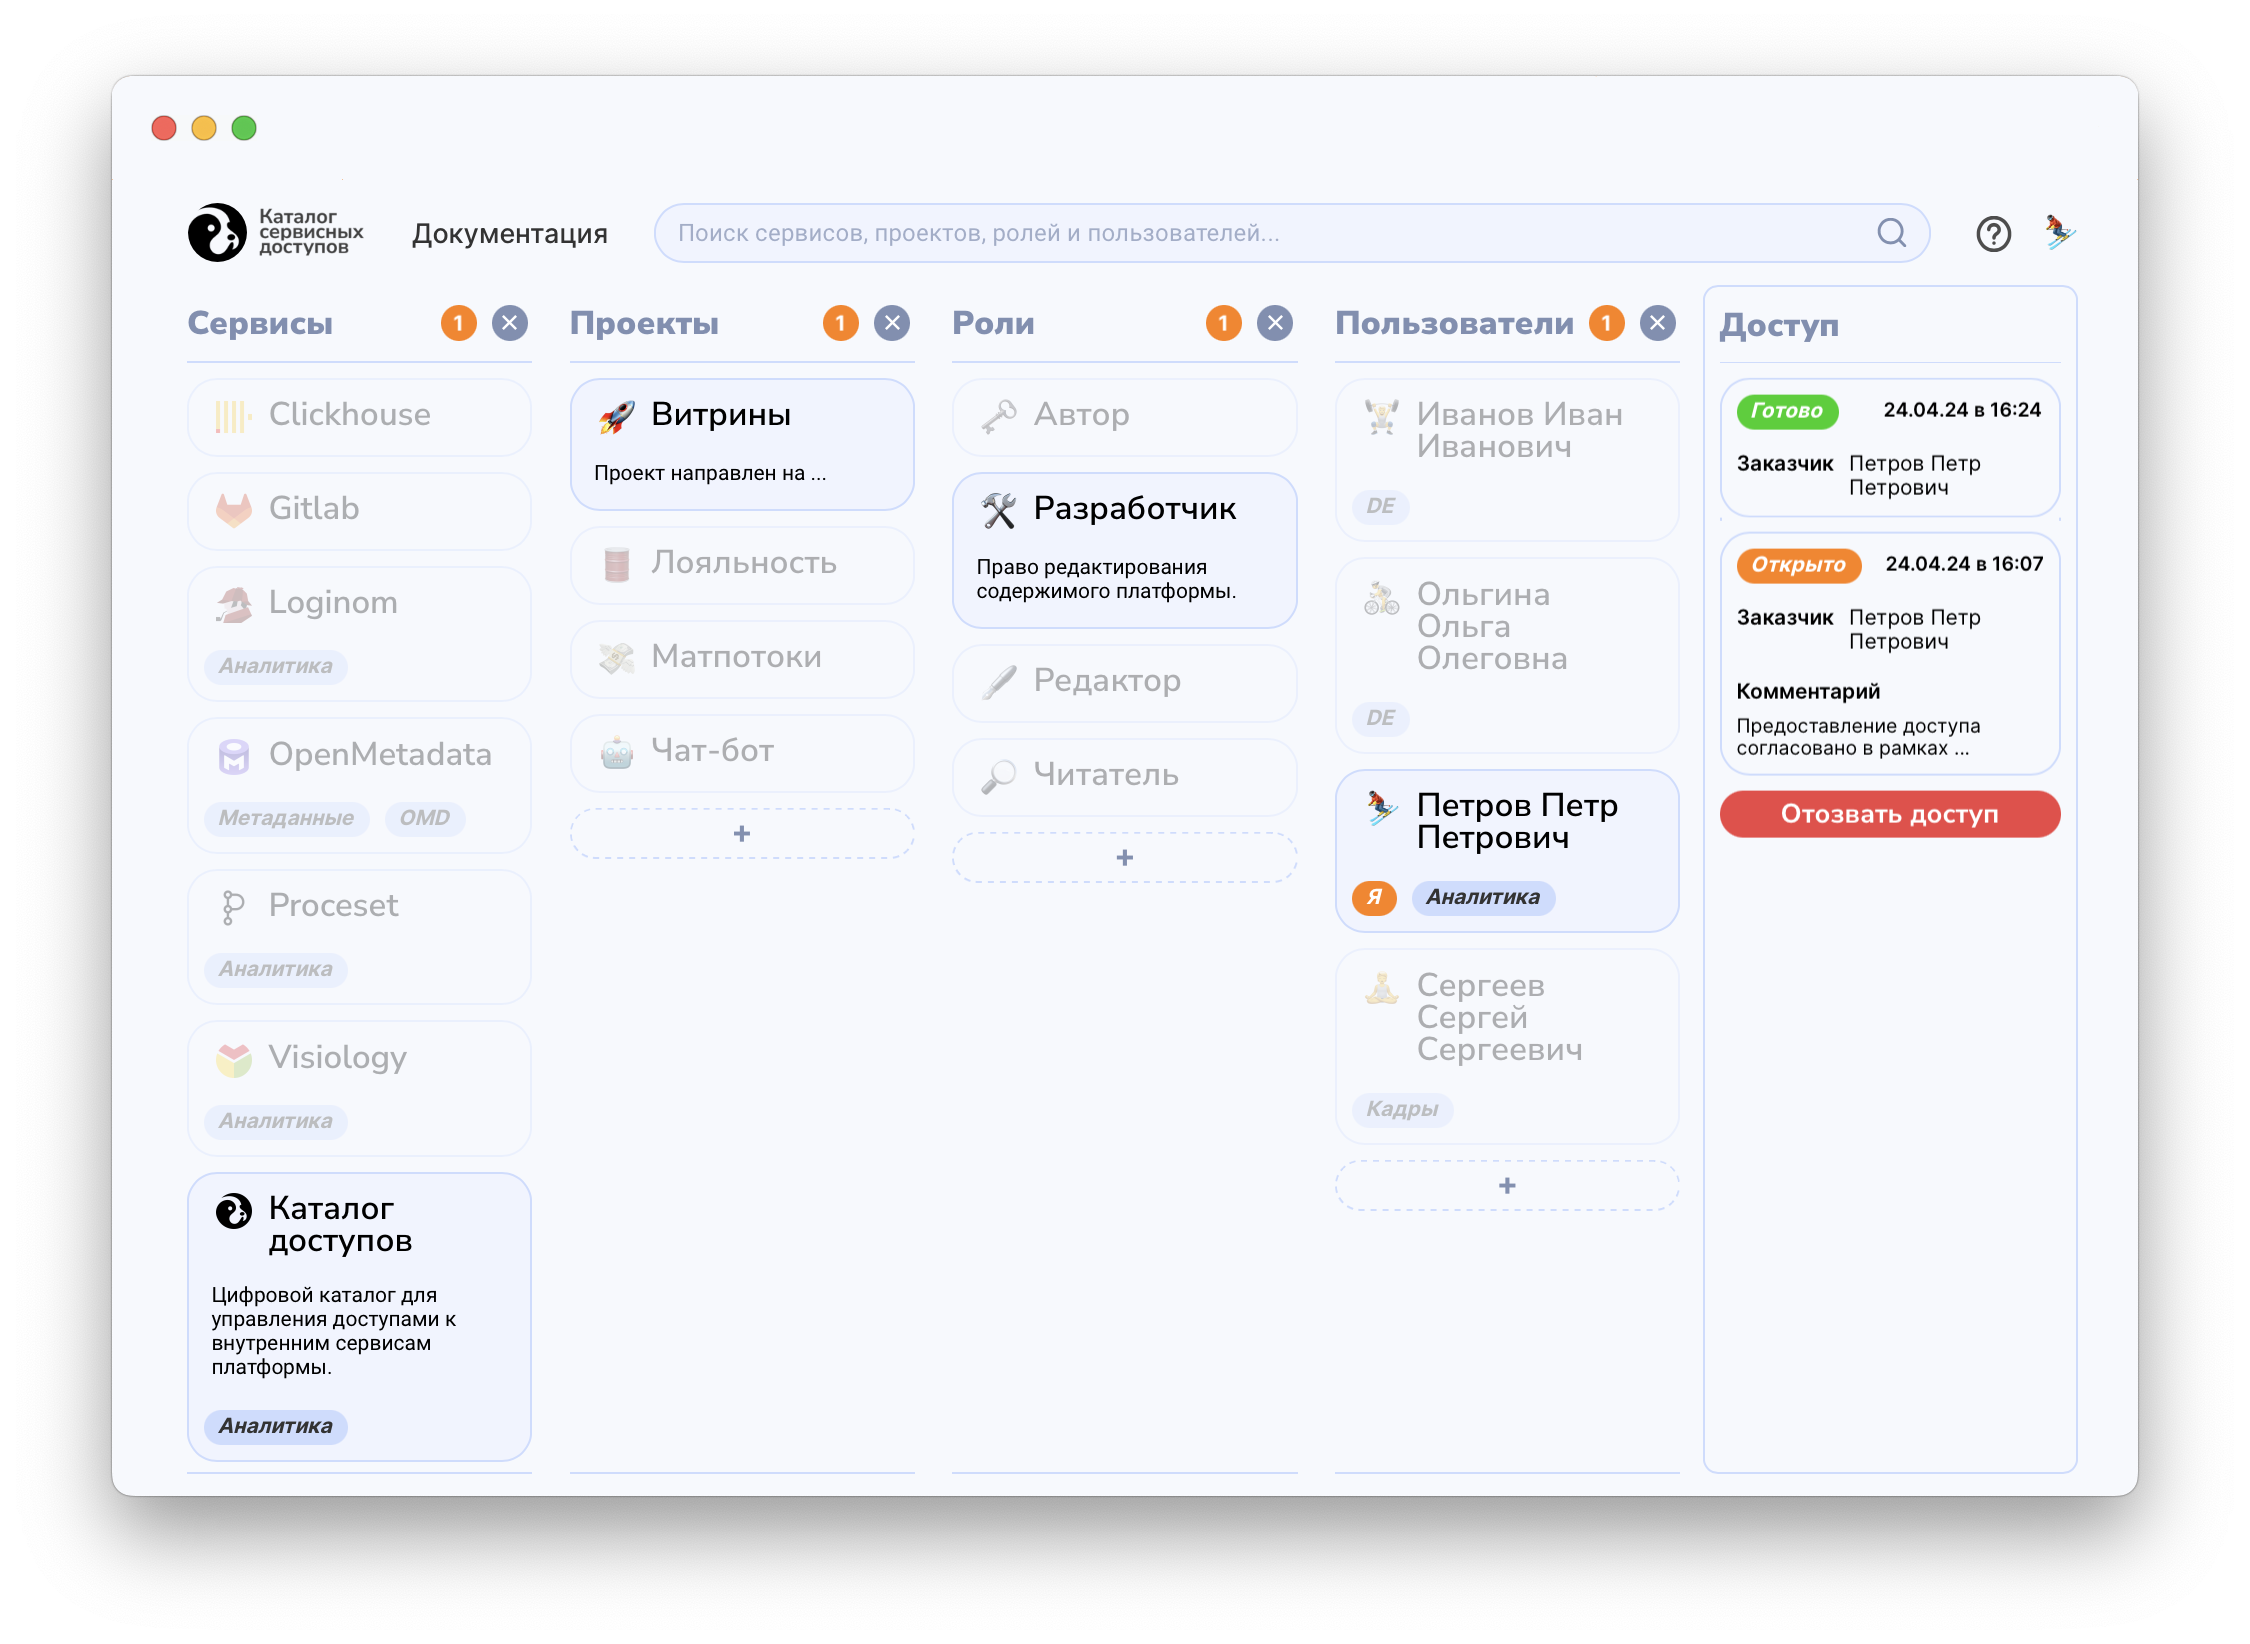 Каталог
сервисных
доступов
Документация
Поиск сервисов, проектов, ролей и пользователей...
Сервисы 1
Clickhouse
Gitlab
Loginom
Аналитика
OpenMetadata
Метаданные OMD
Proceset
Аналитика
Visiology
Аналитика
Каталог
доступов
Цифровой каталог для
управления доступами к
внутренним сервисам
платформы.
Аналитика
Проекты 1
Витрины
Проект направлен на ...
Лояльность
Матпотоки
Чат-бот
+
Роли 1
Автор
Разработчик
Право редактирования
содержимого платформы.
Редактор
Читатель
+
Пользователи 1
Иванов Иван
Иванович
DE
Ольгина
Ольга
Олеговна
DE
Петров Петр
Петрович
Я Аналитика
Сергеев
Сергей
Сергеевич
Кадры
+
Доступ
Готово 24.04.24 в 16:24
Заказчик Петров Петр
Петрович
Открыто 24.04.24 в 16:07
Заказчик Петров Петр
Петрович
Комментарий
Предоставление доступа
согласовано в рамках ...
Отозвать доступ